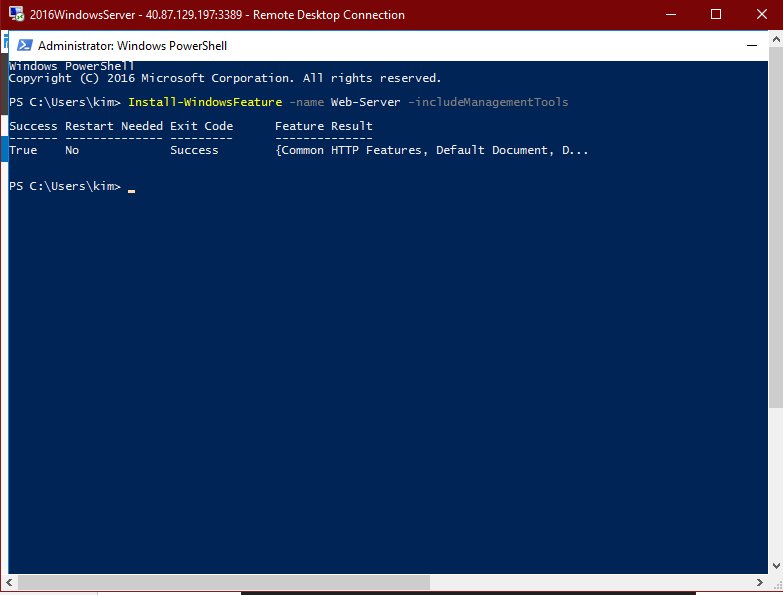 2016WindowsServer - 40.87.129.197:3389 - Remote Desktop Connection
Administrator: Windows PowerShell
Windows PowerShell
Copyright (C) 2016 Microsoft Corporation. All rights reserved.
PS C:\Users\kim> Install-WindowsFeature -name Web-Server -includeManagementTools
Success Restart Needed Exit Code      Feature Result
------- -------------- ---------      --------------
True    No             Success        {Common HTTP Features, Default Document, D...
PS C:\Users\kim> _